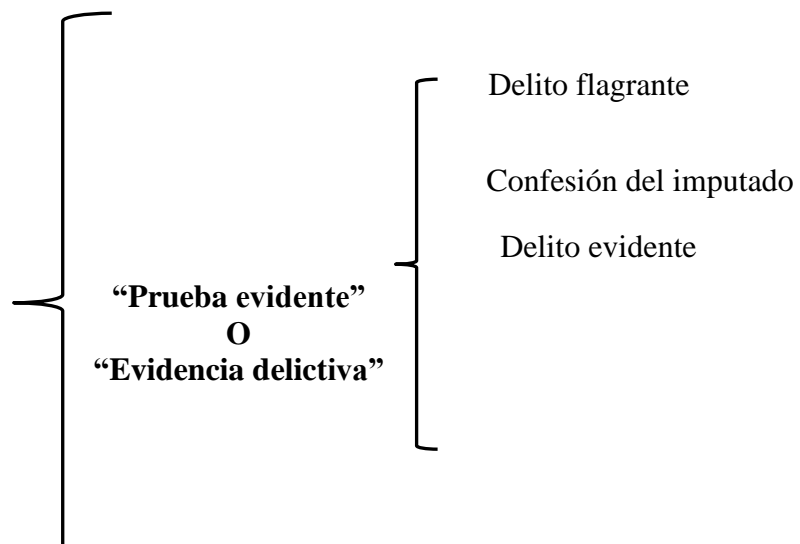 Delito flagrante
Confesión del imputado
Delito evidente
“Prueba evidente”
O
“Evidencia delictiva”